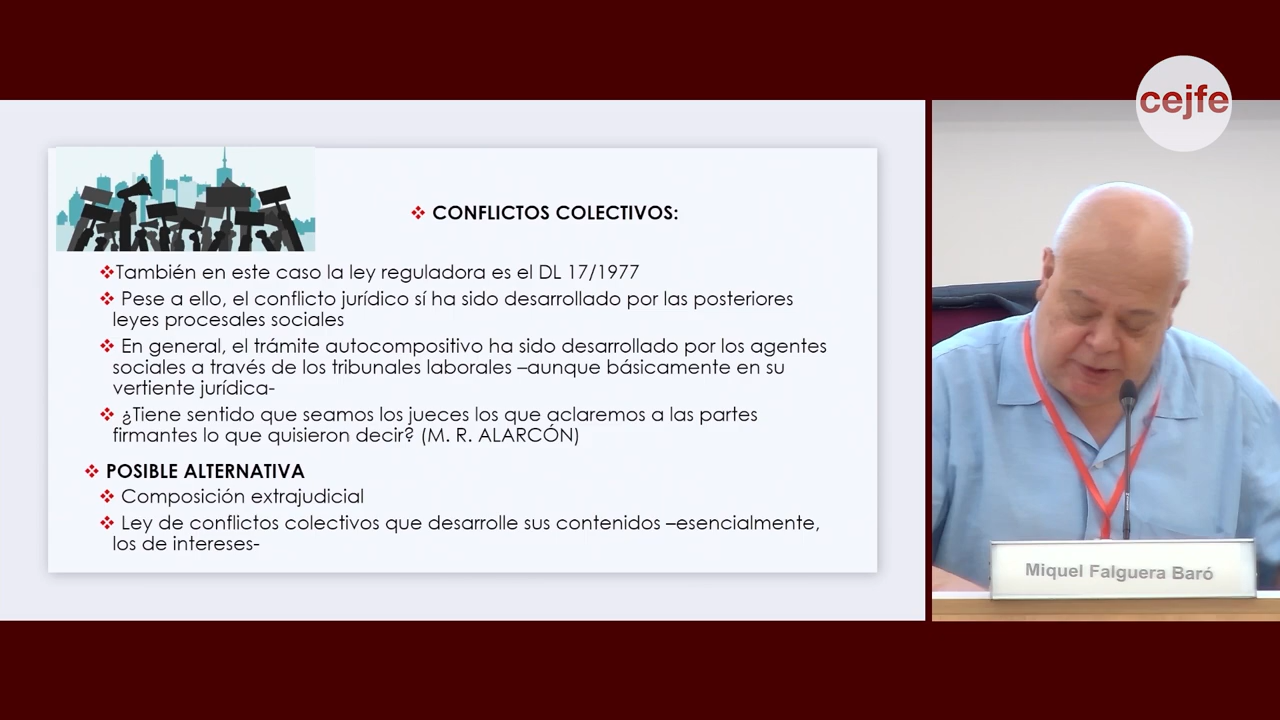 cejfe
❖ CONFLICTOS COLECTIVOS:
❖También en este caso la ley reguladora es el DL 17/1977
❖ Pese a ello, el conflicto jurídico sí ha sido desarrollado por las posteriores
leyes procesales sociales
❖ En general, el trámite autocompositivo ha sido desarrollado por los agentes
sociales a través de los tribunales laborales –aunque básicamente en su
vertiente jurídica-
❖ ¿Tiene sentido que seamos los jueces los que aclaremos a las partes
firmantes lo que quisieron decir? (M. R. ALARCÓN)
❖ POSIBLE ALTERNATIVA
❖ Composición extrajudicial
❖ Ley de conflictos colectivos que desarrolle sus contenidos –esencialmente,
los de intereses-
Miquel Falguera Baró